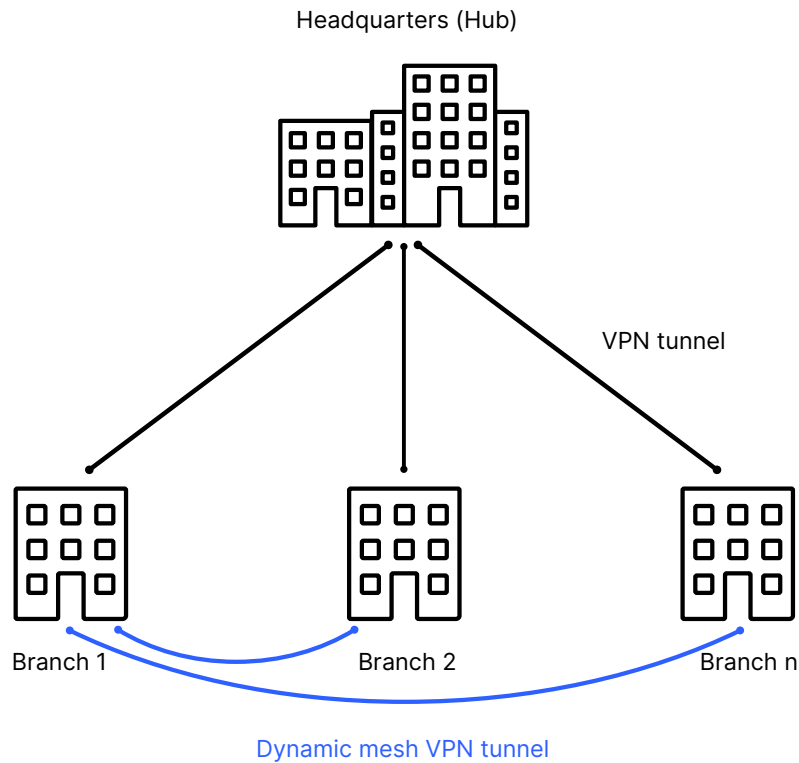 Headquarters (Hub)
VPN tunnel
Branch 1
Branch 2
Branch n
Dynamic mesh VPN tunnel